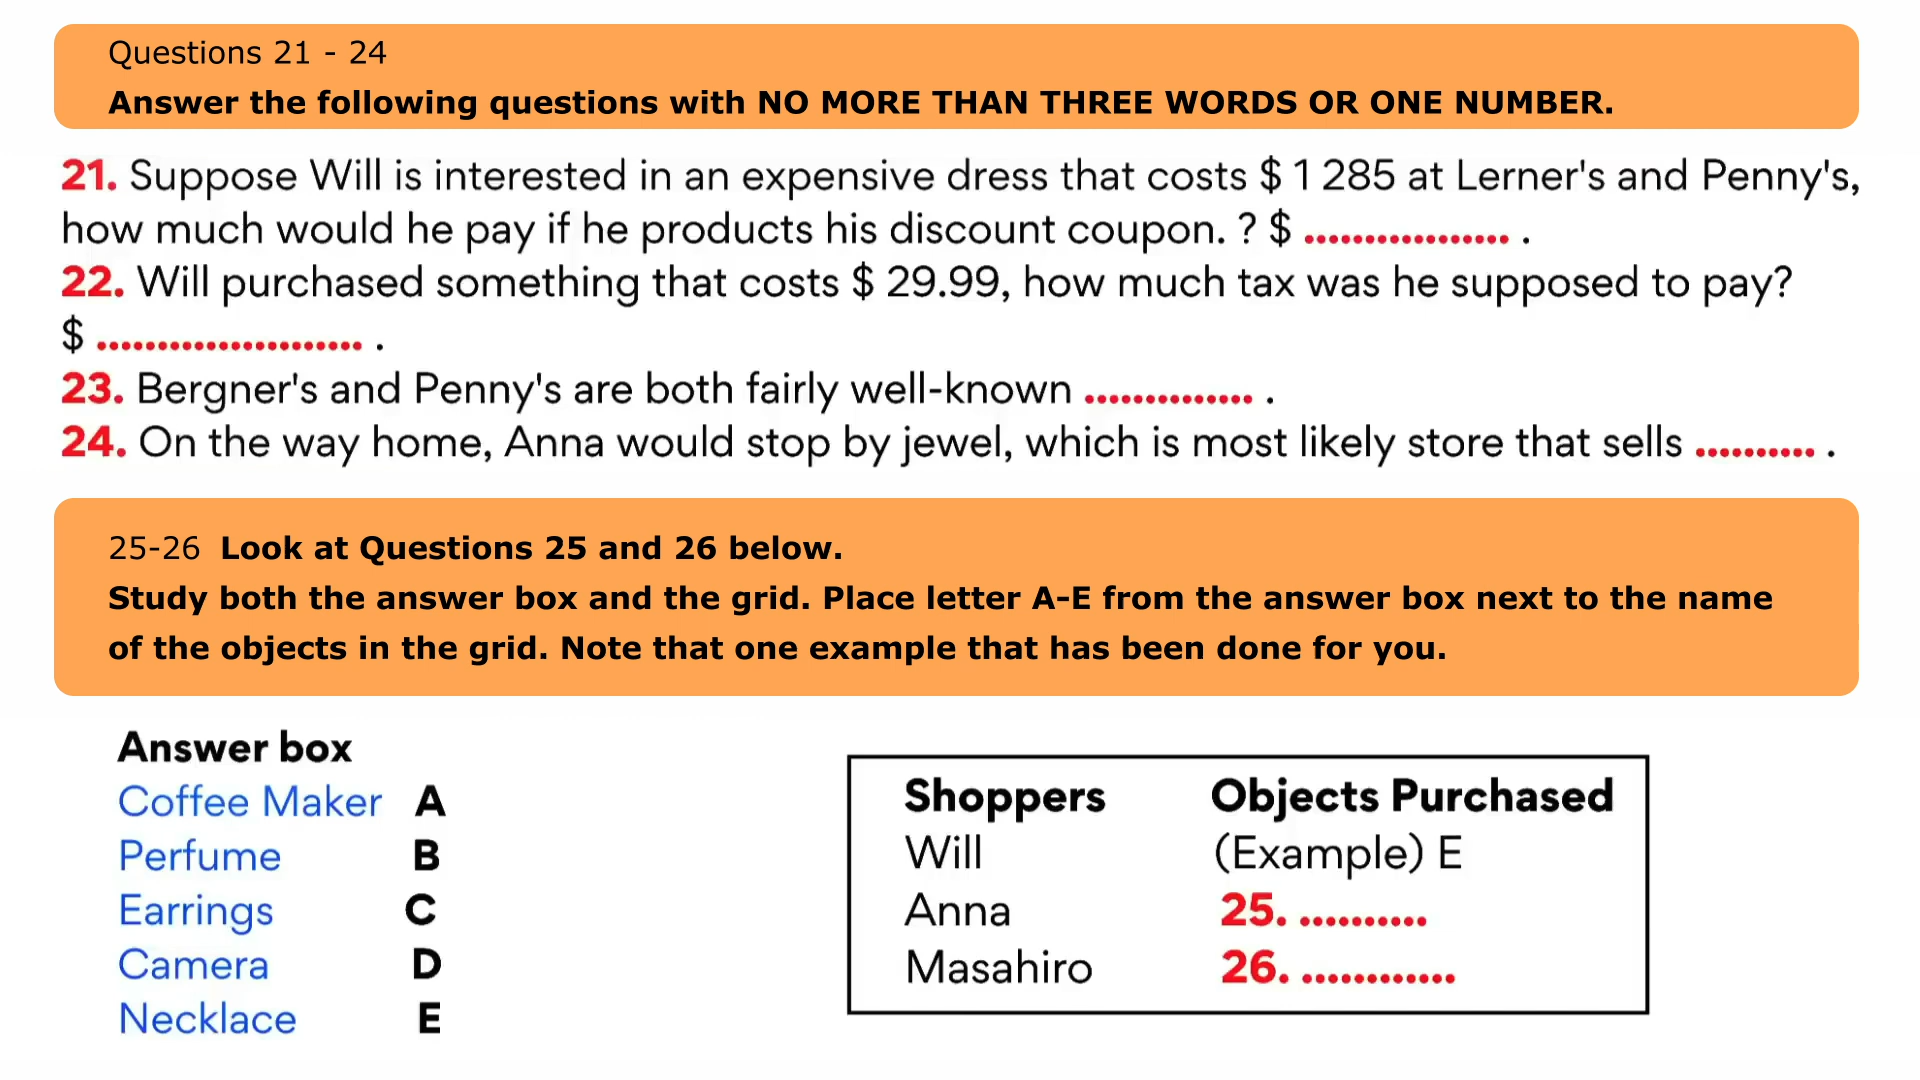 Questions 21 - 24
Answer the following questions with NO MORE THAN THREE WORDS OR ONE NUMBER.
21. Suppose Will is interested in an expensive dress that costs $ 1 285 at Lerner's and Penny's,
how much would he pay if he products his discount coupon. ? $ ................. .
22. Will purchased something that costs $ 29.99, how much tax was he supposed to pay?
$ ...................... .
23. Bergner's and Penny's are both fairly well-known .............. .
24. On the way home, Anna would stop by jewel, which is most likely store that sells .......... .
25-26 Look at Questions 25 and 26 below.
Study both the answer box and the grid. Place letter A-E from the answer box next to the name
of the objects in the grid. Note that one example that has been done for you.
Answer box
Coffee Maker A
Perfume B
Earrings C
Camera D
Necklace E
Shoppers Objects Purchased
Will (Example) E
Anna 25. ...........
Masahiro 26. .............